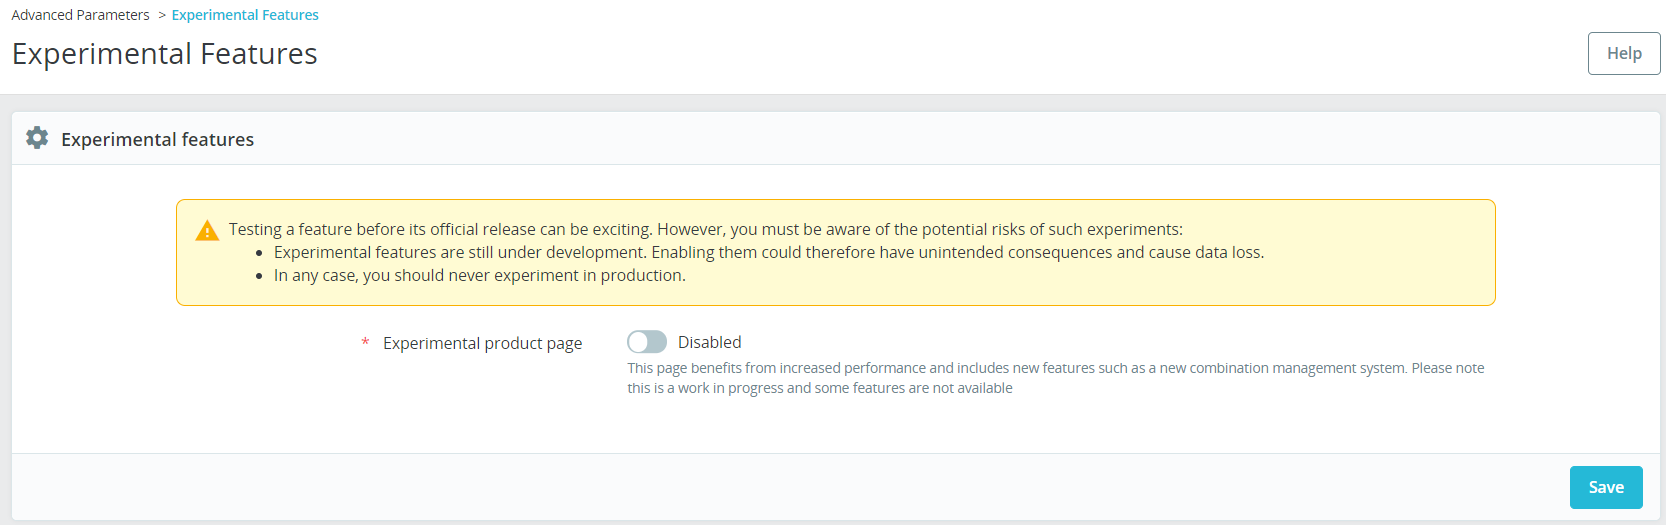 Advanced Parameters > Experimental Features
Experimental Features
Help
Experimental features
Testing a feature before its official release can be exciting. However, you must be aware of the potential risks of such experiments:
• Experimental features are still under development. Enabling them could therefore have unintended consequences and cause data loss.
• In any case, you should never experiment in production.
* Experimental product page
Disabled
This page benefits from increased performance and includes new features such as a new combination management system. Please note
this is a work in progress and some features are not available
Save